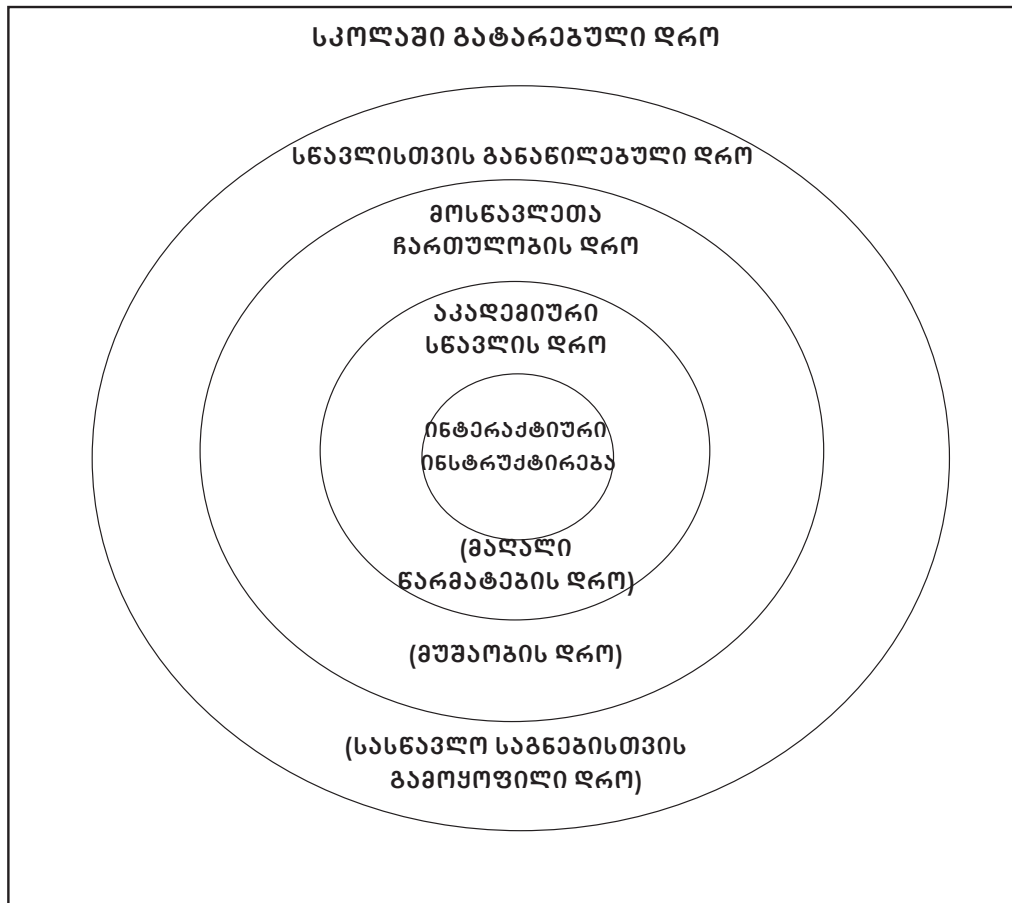 სკოლაში გატარებული დრო
სწავლისთვის განაწილებული დრო
მოსწავლეთა
ჩართულობის დრო
აკადემიური
სწავლის დრო
ინტერაქტიური
ინსტრუქტირება
(მაღალი
წარმატების დრო)
(მუშაობის დრო)
(სასწავლო საგნებისთვის
გამოყოფილი დრო)